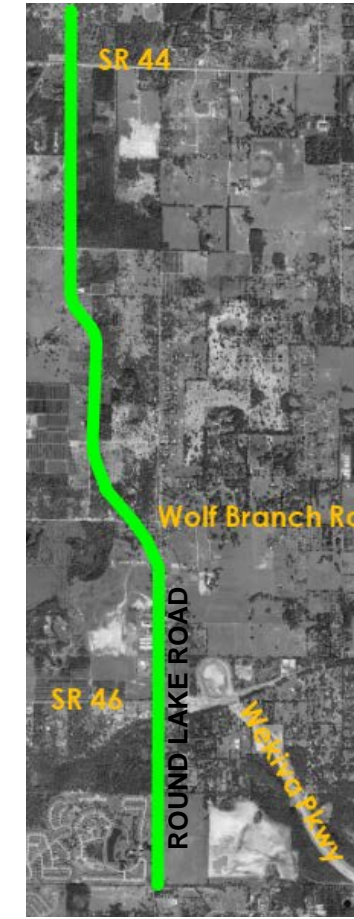 SR 44
Wolf Branch Ro
ROUND LAKE ROAD
SR 46
Wekiva Pkwy